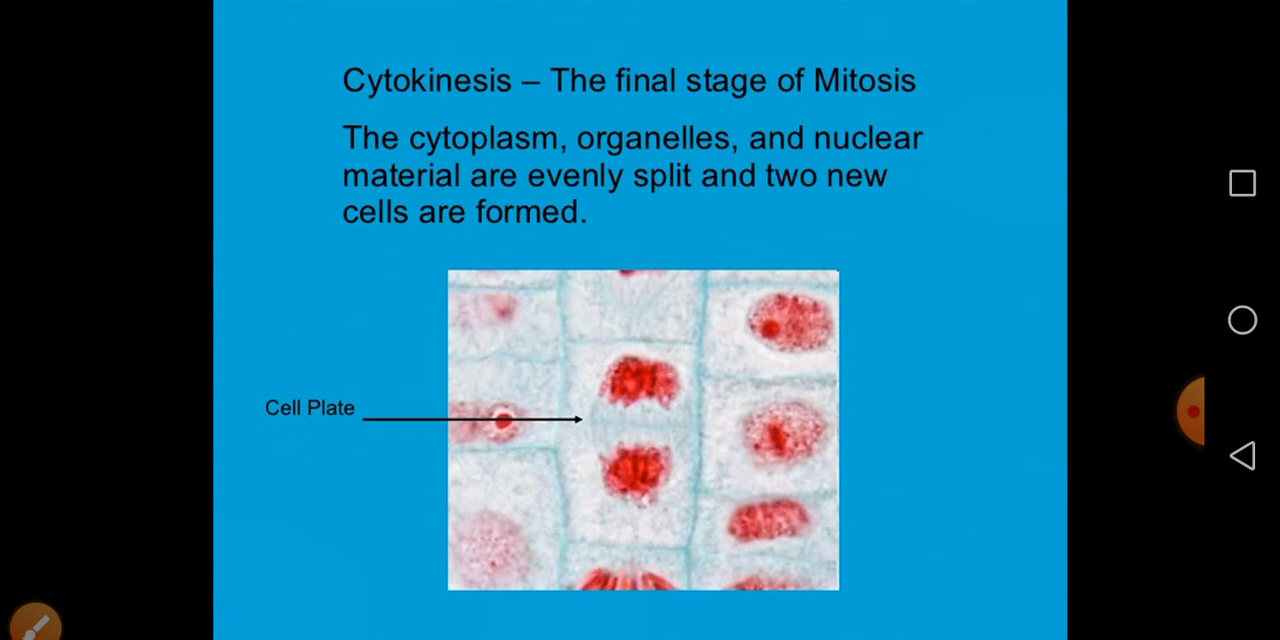 Cytokinesis – The final stage of Mitosis
The cytoplasm, organelles, and nuclear
material are evenly split and two new
cells are formed.
Cell Plate